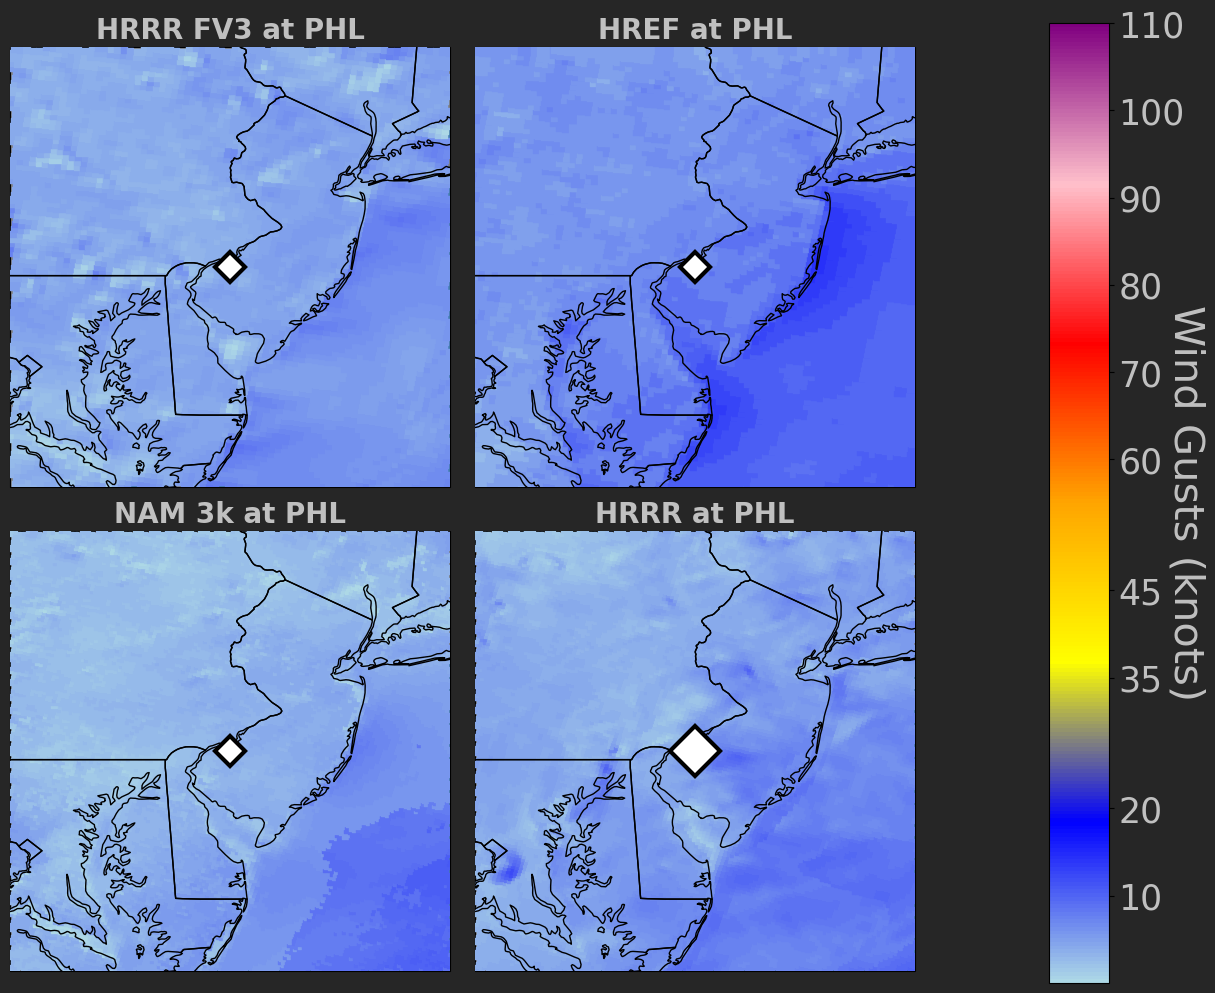 HRRR FV3 at PHL
HREF at PHL
NAM 3k at PHL
HRRR at PHL
110
100
90
80
70
60
45
35
20
10
Wind Gusts (knots)